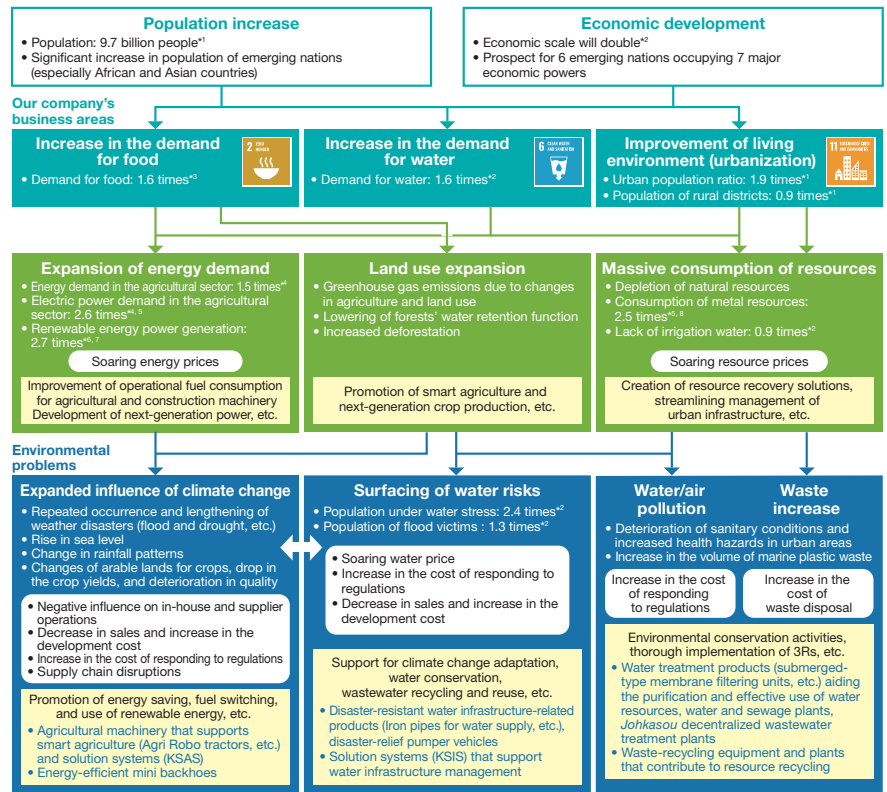 Population increase
• Population: 9.7 billion people*1
• Significant increase in population of emerging nations
(especially African and Asian countries)
Economic development
• Economic scale will double*2
• Prospect for 6 emerging nations occupying 7 major
economic powers
Our company's
business areas
Increase in the demand
for food
2 ZERO
HUNGER
• Demand for food: 1.6 times*3
Increase in the demand
for water
6 CLEAN WATER
AND SANITATION
• Demand for water: 1.6 times*2
Improvement of living
environment (urbanization)
11 SUSTAINABLE CITIES
AND COMMUNITIES
• Urban population ratio: 1.9 times*1
• Population of rural districts: 0.9 times*1
Expansion of energy demand
• Energy demand in the agricultural sector: 1.5 times*4
• Electric power demand in the agricultural
sector: 2.6 times*4, 5
• Renewable energy power generation:
2.7 times*6, 7
Soaring energy prices
Improvement of operational fuel consumption
for agricultural and construction machinery
Development of next-generation power, etc.
Land use expansion
• Greenhouse gas emissions due to changes
in agriculture and land use
• Lowering of forests' water retention function
• Increased deforestation
Promotion of smart agriculture and
next-generation crop production, etc.
Massive consumption of resources
• Depletion of natural resources
• Consumption of metal resources:
2.5 times*5, 8
• Lack of irrigation water: 0.9 times*2
Soaring resource prices
Creation of resource recovery solutions,
streamlining management of
urban infrastructure, etc.
Environmental
problems
Expanded influence of climate change
• Repeated occurrence and lengthening of
weather disasters (flood and drought, etc.)
• Rise in sea level
• Change in rainfall patterns
• Changes of arable lands for crops, drop in
the crop yields, and deterioration in quality
• Negative influence on in-house and supplier
operations
• Decrease in sales and increase in the
development cost
• Increase in the cost of responding to regulations
• Supply chain disruptions
Promotion of energy saving, fuel switching,
and use of renewable energy, etc.
• Agricultural machinery that supports
smart agriculture (Agri Robo tractors, etc.)
and solution systems (KSAS)
• Energy-efficient mini backhoes
Surfacing of water risks
• Population under water stress: 2.4 times*2
• Population of flood victims : 1.3 times*2
• Soaring water price
• Increase in the cost of responding to
regulations
• Decrease in sales and increase in the
development cost
Support for climate change adaptation,
water conservation,
wastewater recycling and reuse, etc.
• Disaster-resistant water infrastructure-related
products (Iron pipes for water supply, etc.),
disaster-relief pumper vehicles
• Solution systems (KSIS) that support
water infrastructure management
Water/air
pollution
Waste
increase
• Deterioration of sanitary conditions and
increased health hazards in urban areas
• Increase in the volume of marine plastic waste
Increase in the cost
of responding
to regulations
Increase in the
cost of
waste disposal
Environmental conservation activities,
thorough implementation of 3Rs, etc.
• Water treatment products (submerged-
type membrane filtering units, etc.) aiding
the purification and effective use of water
resources, water and sewage plants,
Johkasou decentralized wastewater
treatment plants
• Waste-recycling equipment and plants
that contribute to resource recycling